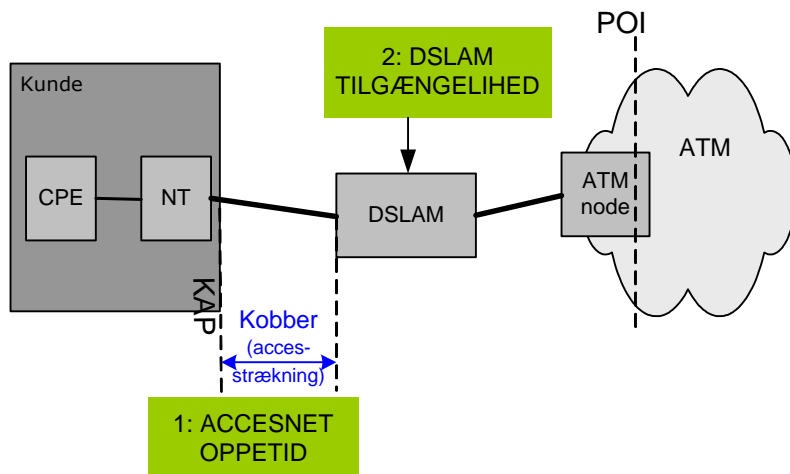 POI
2: DSLAM
TILGÆNGELIHED
Kunde
ATM
CPE
NT
DSLAM
ATM
node
KAP
Kobber
(acces-
strækning)
1: ACCESNET
OPPETID